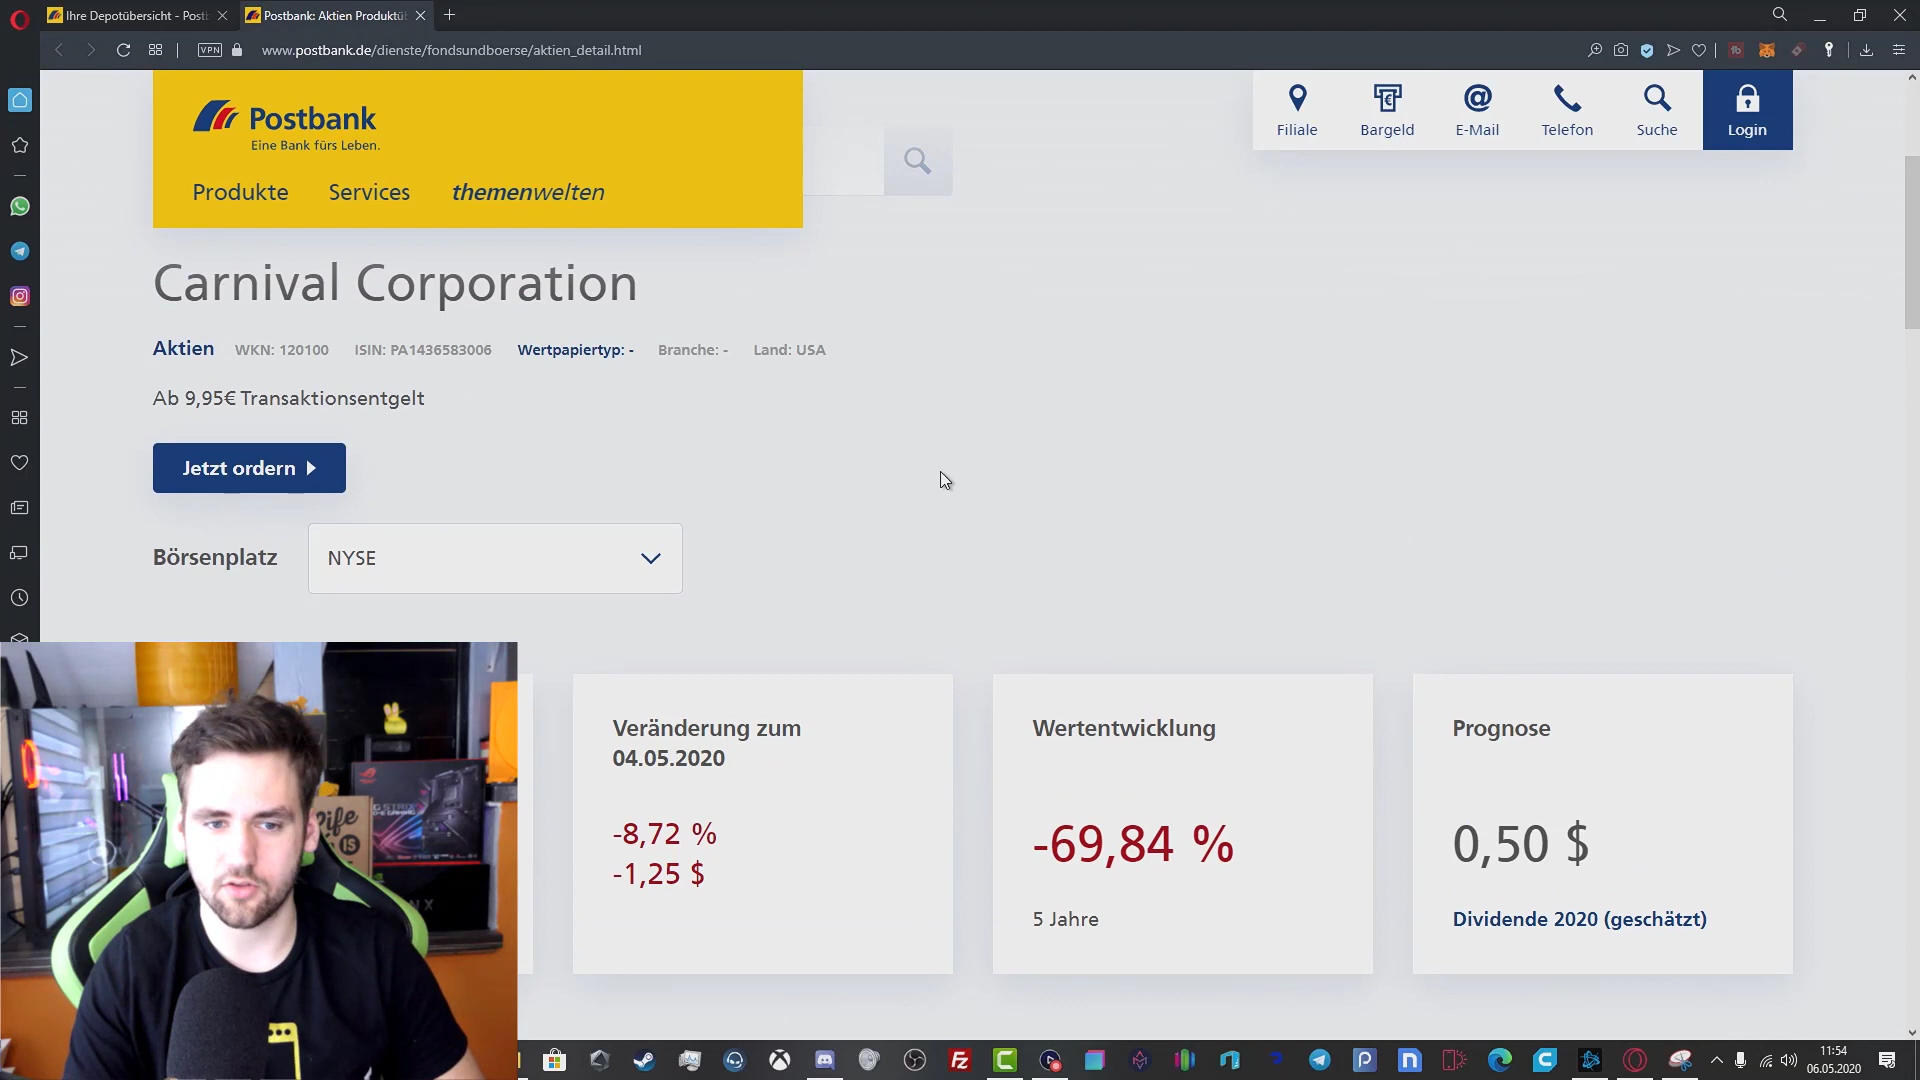 Ihre Depotübersicht - Postb
Postbank: Aktien Produktüb
VPN
www.postbank.de/dienste/fondsundboerse/aktien_detail.html
Postbank
Eine Bank fürs Leben.
Produkte
Services
themenwelten
Filiale
Bargeld
E-Mail
Telefon
Suche
Login
Carnival Corporation
Aktien
WKN: 120100
ISIN: PA1436583006
Wertpapiertyp: -
Branche: -
Land: USA
Ab 9,95€ Transaktionsentgelt
Jetzt ordern
Börsenplatz
NYSE
Veränderung zum
04.05.2020
-8,72 %
-1,25 $
Wertentwicklung
-69,84 %
5 Jahre
Prognose
0,50 $
Dividende 2020 (geschätzt)
11:54
06.05.2020